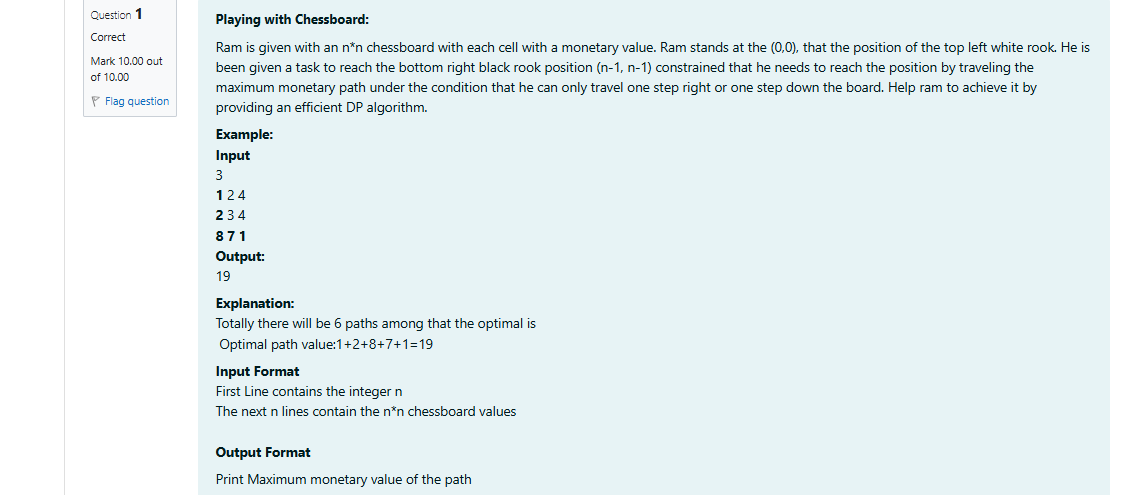 Question 1
Correct
Mark 10.00 out
of 10.00
Flag question
Playing with Chessboard:
Ram is given with an n*n chessboard with each cell with a monetary value. Ram stands at the (0,0), that the position of the top left white rook. He is
been given a task to reach the bottom right black rook position (n-1, n-1) constrained that he needs to reach the position by traveling the
maximum monetary path under the condition that he can only travel one step right or one step down the board. Help ram to achieve it by
providing an efficient DP algorithm.
Example:
Input
3
1 2 4
2 3 4
8 7 1
Output:
19
Explanation:
Totally there will be 6 paths among that the optimal is
Optimal path value:1+2+8+7+1=19
Input Format
First Line contains the integer n
The next n lines contain the n*n chessboard values
Output Format
Print Maximum monetary value of the path